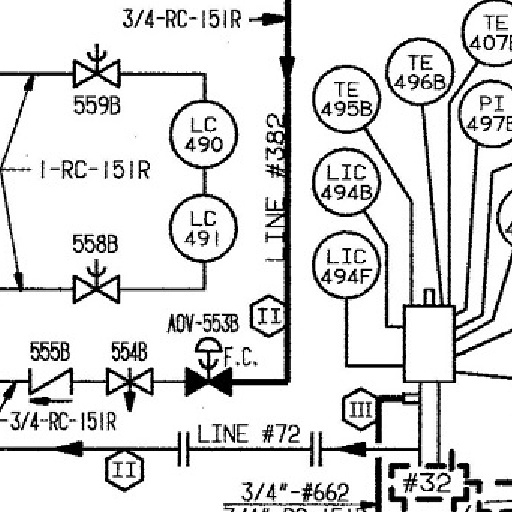 3/4-RC-151R
TE
407B
TE
496B
TE
495B
PI
497B
559B
LC
490
1-RC-151R
LINE #382
LIC
494B
LC
491
558B
LIC
494F
II
AOV-553B
F.C.
555B
554B
III
-3/4-RC-151R
LINE #72
II
#32
3/4"-#662